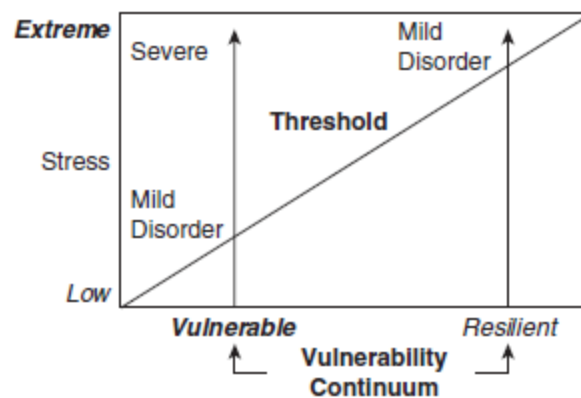 Extreme
Severe
Mild
Disorder
Threshold
Stress
Mild
Disorder
Low
Vulnerable
Resilient
Vulnerability
Continuum